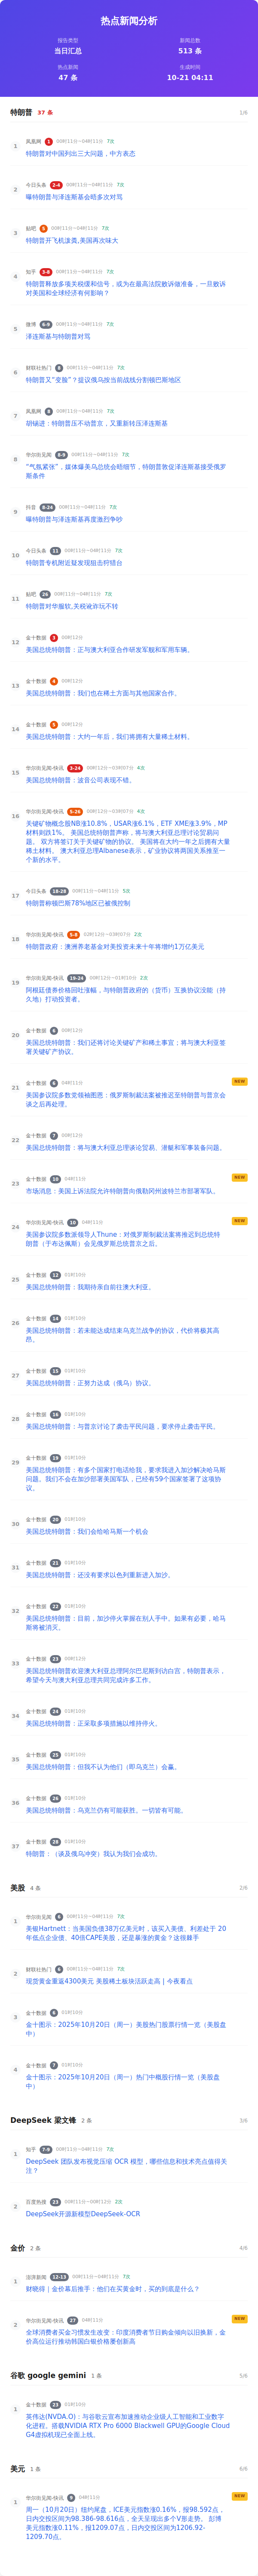 热点新闻分析
报告类型
新闻总数
当日汇总
513 条
热点新闻
生成时间
47 条
10-21 04:11
特朗普 37 条 1/6
1 凤凰网 1 00时11分~04时11分 7次
特朗普对中国列出三大问题，中方表态
2 今日头条 2-4 00时11分~04时11分 7次
曝特朗普与泽连斯基会晤多次对骂
3 贴吧 5 00时11分~04时11分 7次
特朗普开飞机泼粪,美国再次味大
4 知乎 3-8 00时11分~04时11分 7次
特朗普释放多项关税缓和信号，或为在最高法院败诉做准备，一旦败诉
对美国和全球经济有何影响？
5 微博 6-9 00时11分~04时11分 7次
泽连斯基与特朗普对骂
6 财联社热门 8 00时11分~04时11分 7次
特朗普又“变脸”？提议俄乌按当前战线分割顿巴斯地区
7 凤凰网 9 00时11分~04时11分 7次
胡锡进：特朗普压不动普京，又重新转压泽连斯基
8 华尔街见闻 8-9 00时11分~04时11分 7次
“气氛紧张”，媒体爆美乌总统会晤细节，特朗普敦促泽连斯基接受俄罗
斯条件
9 抖音 8-24 00时11分~04时11分 7次
曝特朗普与泽连斯基再度激烈争吵
10 今日头条 11 00时11分~04时11分 7次
特朗普专机附近疑发现狙击狩猎台
11 贴吧 26 00时11分~04时11分 7次
特朗普对华服软,关税讹诈玩不转
12 金十数据 3 00时12分
美国总统特朗普：正与澳大利亚合作研发军舰和军用车辆。
13 金十数据 4 00时12分
美国总统特朗普：我们也在稀土方面与其他国家合作。
14 金十数据 5 00时12分
美国总统特朗普：大约一年后，我们将拥有大量稀土材料。
15 华尔街见闻-快讯 3-24 00时12分~03时07分 4次
美国总统特朗普：波音公司表现不错。
16 华尔街见闻-快讯 5-26 00时12分~03时07分 4次
关键矿物概念股NB涨10.8%，USAR涨6.1%，ETF XME涨3.9%，MP
材料则跌1%。 美国总统特朗普声称，将与澳大利亚总理讨论贸易问
题。 双方将签订关于关键矿物的协议。 美国将在大约一年之后拥有大量
稀土材料。 澳大利亚总理Albanese表示，矿业协议将两国关系推至一
个新的水平。
17 今日头条 18-28 00时11分~04时11分 5次
特朗普称顿巴斯78%地区已被俄控制
18 华尔街见闻-快讯 5-8 02时12分~03时07分 2次
特朗普政府：澳洲养老基金对美投资未来十年将增约1万亿美元
19 华尔街见闻-快讯 19-24 00时12分~01时10分 2次
阿根廷债券价格回吐涨幅，与特朗普政府的（货币）互换协议没能（持
久地）打动投资者。
20 金十数据 6 00时12分
美国总统特朗普：我们还将讨论关键矿产和稀土事宜；将与澳大利亚签
署关键矿产协议。
21 金十数据 6 04时11分 NEW
美国参议院多数党领袖图恩：俄罗斯制裁法案被推迟至特朗普与普京会
谈之后再处理。
22 金十数据 7 00时12分
美国总统特朗普：将与澳大利亚总理谈论贸易、潜艇和军事装备问题。
23 金十数据 10 04时11分 NEW
市场消息：美国上诉法院允许特朗普向俄勒冈州波特兰市部署军队。
24 华尔街见闻-快讯 10 04时11分 NEW
美国参议院多数派领导人Thune：对俄罗斯制裁法案将推迟到总统特
朗普（于布达佩斯）会见俄罗斯总统普京之后。
25 金十数据 12 01时10分
美国总统特朗普：我期待亲自前往澳大利亚。
26 金十数据 14 01时10分
美国总统特朗普：若未能达成结束乌克兰战争的协议，代价将极其高
昂。
27 金十数据 15 01时10分
美国总统特朗普：正努力达成（俄乌）协议。
28 金十数据 16 01时10分
美国总统特朗普：与普京讨论了袭击平民问题，要求停止袭击平民。
29 金十数据 19 01时10分
美国总统特朗普：有多个国家打电话给我，要求我进入加沙解决哈马斯
问题。我们不会在加沙部署美国军队，已经有59个国家签署了这项协
议。
30 金十数据 20 01时10分
美国总统特朗普：我们会给哈马斯一个机会
31 金十数据 21 01时10分
美国总统特朗普：还没有要求以色列重新进入加沙。
32 金十数据 22 01时10分
美国总统特朗普：目前，加沙停火掌握在别人手中。如果有必要，哈马
斯将被消灭。
33 金十数据 23 00时12分
美国总统特朗普欢迎澳大利亚总理阿尔巴尼斯到访白宫，特朗普表示，
希望今天与澳大利亚总理共同完成许多工作。
34 金十数据 24 01时10分
美国总统特朗普：正采取多项措施以维持停火。
35 金十数据 25 01时10分
美国总统特朗普：但我不认为他们（即乌克兰）会赢。
36 金十数据 26 01时10分
美国总统特朗普：乌克兰仍有可能获胜。一切皆有可能。
37 金十数据 28 01时10分
特朗普：（谈及俄乌冲突）我认为我们会成功。
美股 4 条 2/6
1 华尔街见闻 6 00时11分~04时11分 7次
美银Hartnett：当美国负债38万亿美元时，该买入美债、利差处于 20
年低点企业债、40倍CAPE美股，还是暴涨的黄金？这很棘手
2 财联社热门 6 00时11分~04时11分 7次
现货黄金重返4300美元 美股稀土板块活跃走高 | 今夜看点
3 金十数据 6 01时10分
金十图示：2025年10月20日（周一）美股热门股票行情一览（美股盘
中）
4 金十数据 7 01时10分
金十图示：2025年10月20日（周一）热门中概股行情一览（美股盘
中）
DeepSeek 梁文锋 2 条 3/6
1 知乎 7-9 00时11分~04时11分 7次
DeepSeek 团队发布视觉压缩 OCR 模型，哪些信息和技术亮点值得关
注？
2 百度热搜 23 00时11分~00时12分 2次
DeepSeek开源新模型DeepSeek-OCR
金价 2 条 4/6
1 澎湃新闻 12-13 00时11分~04时11分 7次
财晓得｜金价幕后推手：他们在买黄金时，买的到底是什么？
2 华尔街见闻-快讯 27 04时11分 NEW
全球消费者买金习惯发生改变：印度消费者节日购金倾向以旧换新，金
价高位运行推动韩国白银价格屡创新高
谷歌 google gemini 1 条 5/6
1 金十数据 23 01时10分
英伟达(NVDA.O)：与谷歌云宣布加速推动企业级人工智能和工业数字
化进程。搭载NVIDIA RTX Pro 6000 Blackwell GPU的Google Cloud
G4虚拟机现已全面上线。
美元 1 条 6/6
1 华尔街见闻-快讯 9 04时11分 NEW
周一（10月20日）纽约尾盘，ICE美元指数涨0.16%，报98.592点，
日内交投区间为98.386-98.616点，全天呈现出多个V形走势。 彭博
美元指数涨0.11%，报1209.07点，日内交投区间为1206.92-
1209.70点。